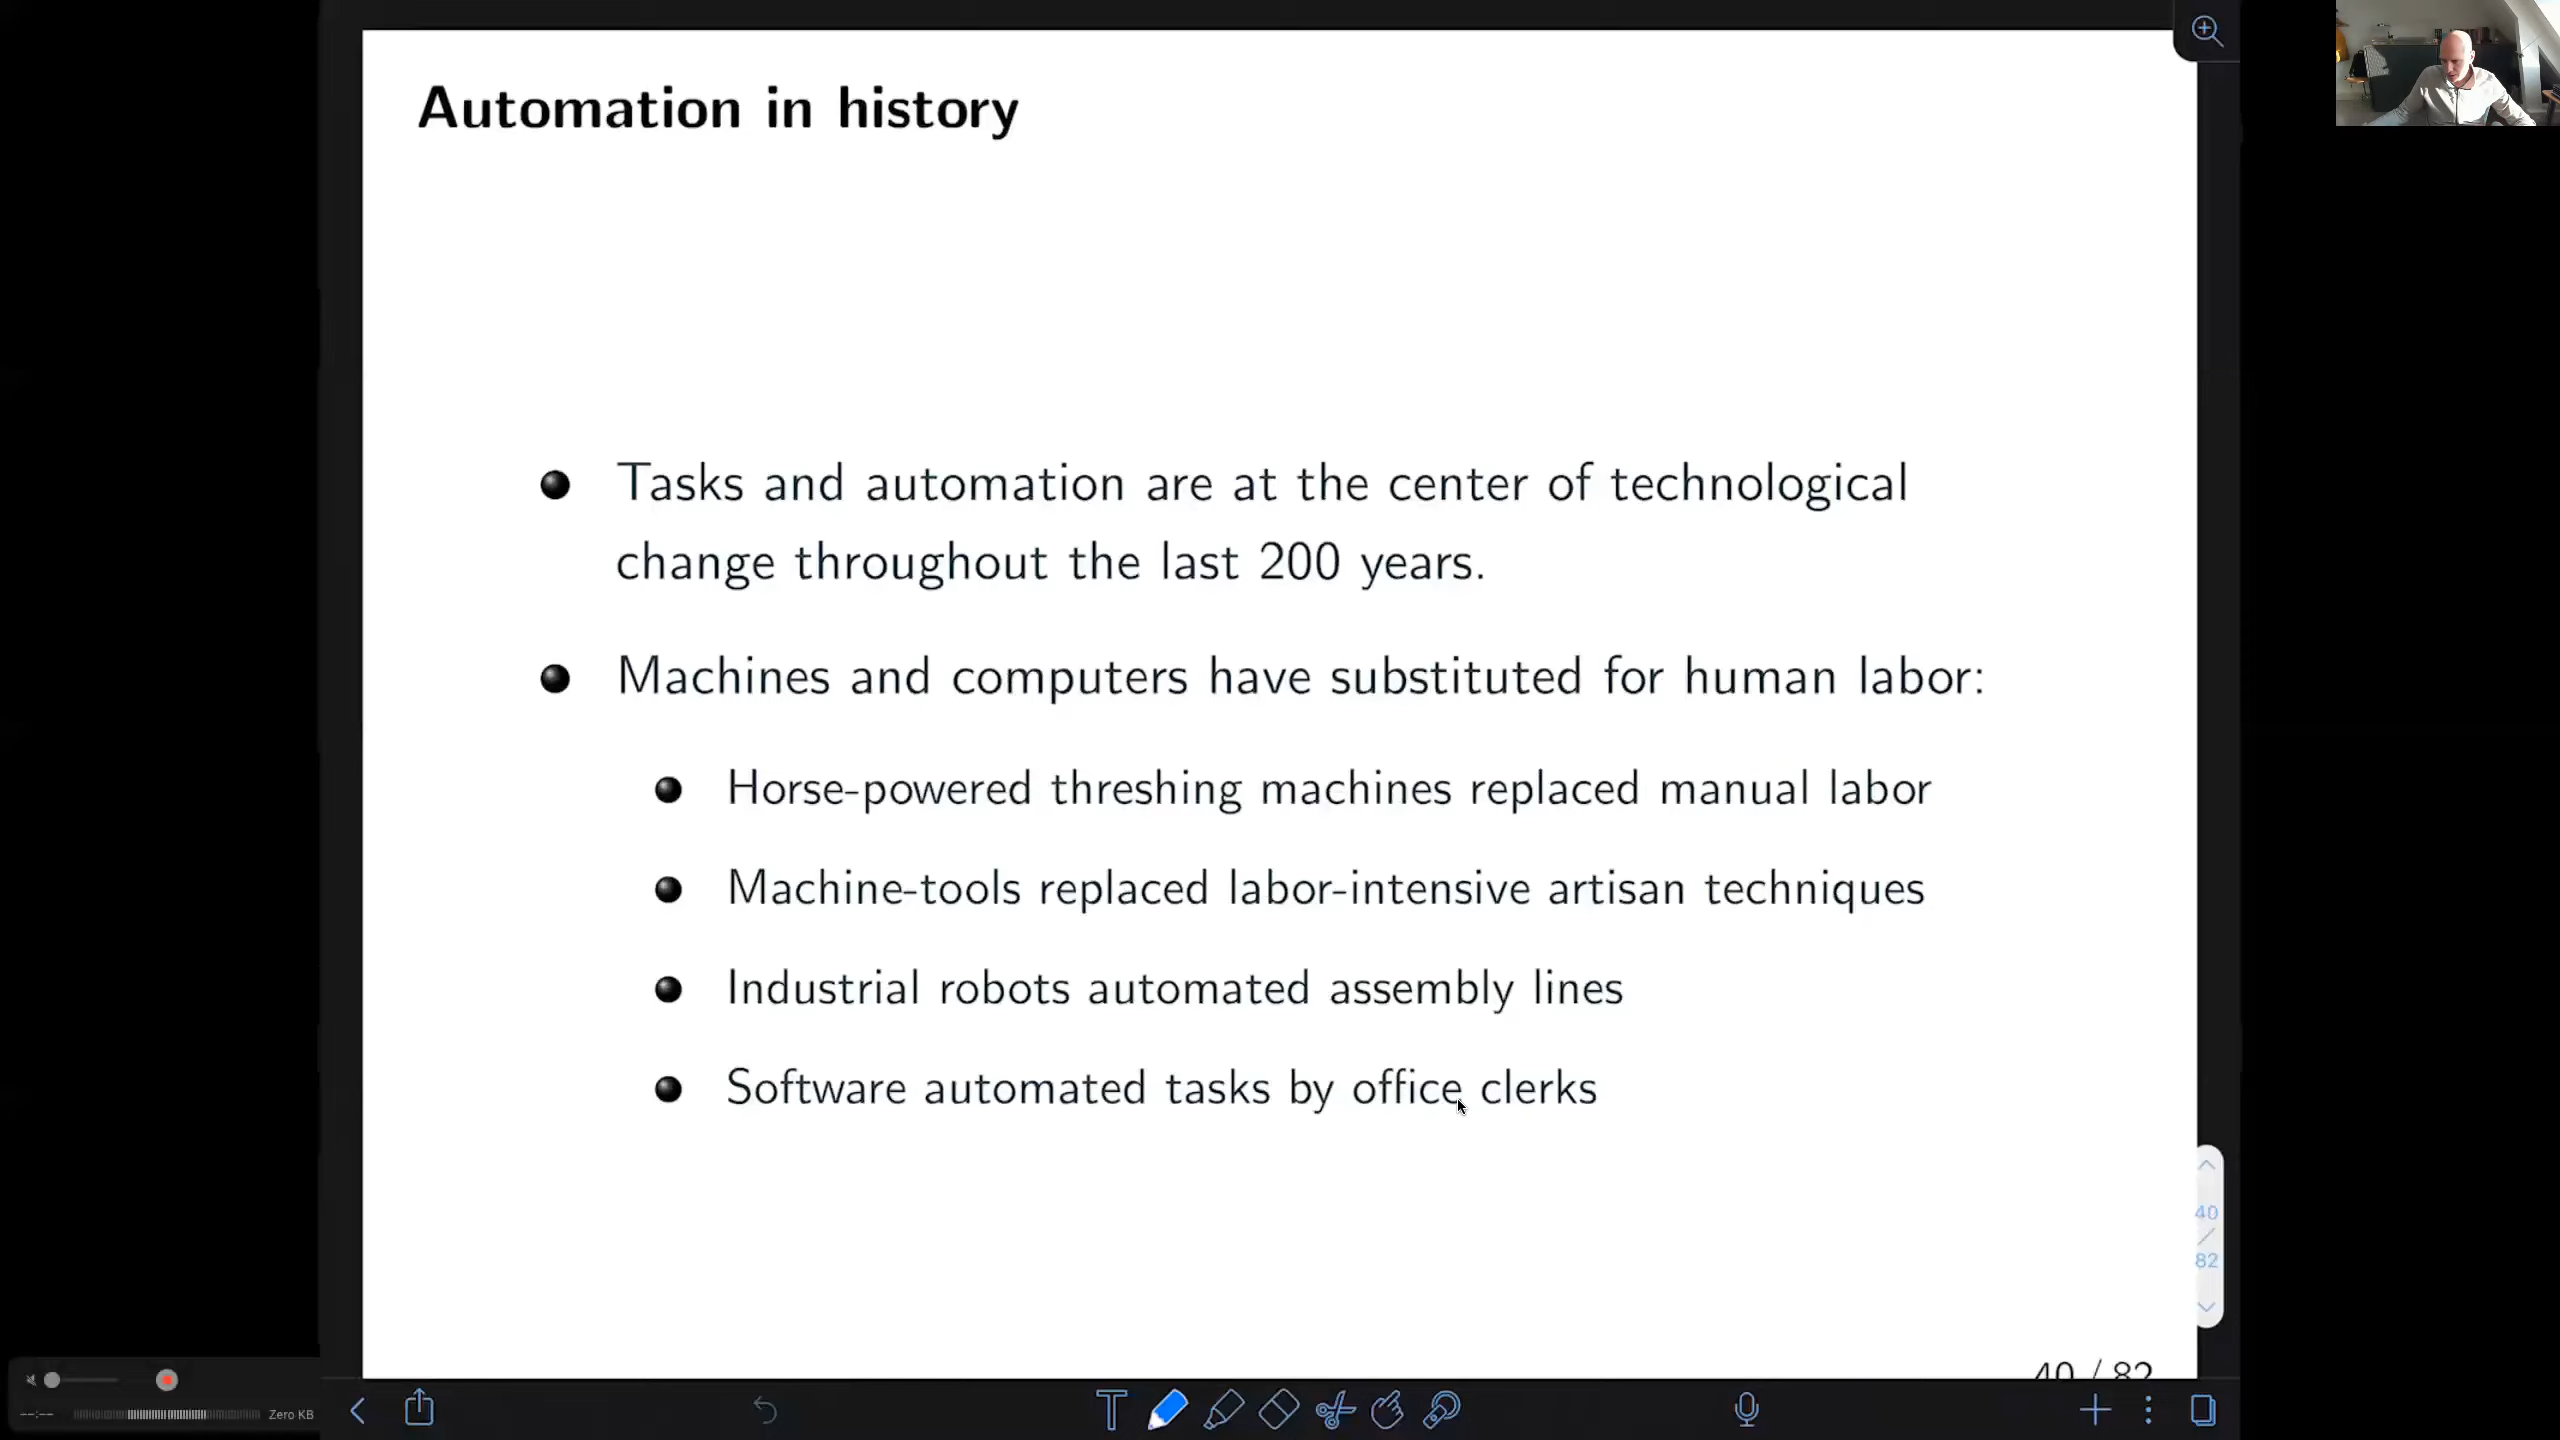 Automation in history
Tasks and automation are at the center of technological
change throughout the last 200 years.
Machines and computers have substituted for human labor:
Horse-powered threshing machines replaced manual labor
Machine-tools replaced labor-intensive artisan techniques
Industrial robots automated assembly lines
Software automated tasks by office clerks
40
/
82
40 / 82
--:--
Zero KB
T